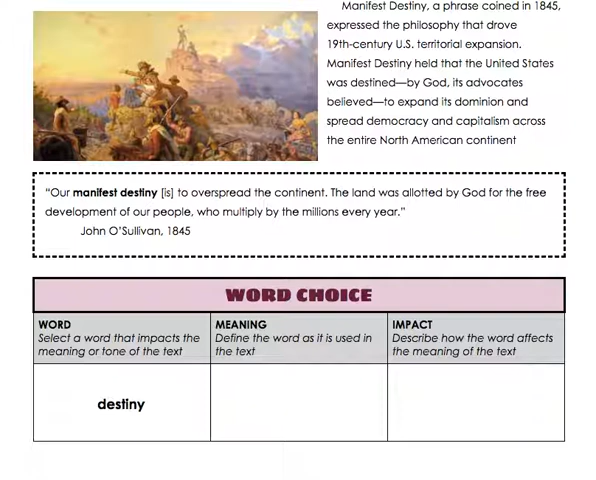 Manifest Destiny, a phrase coined in 1845,
expressed the philosophy that drove
19th-century U.S. territorial expansion.
Manifest Destiny held that the United States
was destined—by God, its advocates
believed—to expand its dominion and
spread democracy and capitalism across
the entire North American continent
"Our manifest destiny [is] to overspread the continent. The land was allotted by God for the free
development of our people, who multiply by the millions every year."
John O'Sullivan, 1845
WORD CHOICE
WORD
Select a word that impacts the
meaning or tone of the text
MEANING
Define the word as it is used in
the text
IMPACT
Describe how the word affects
the meaning of the text
destiny